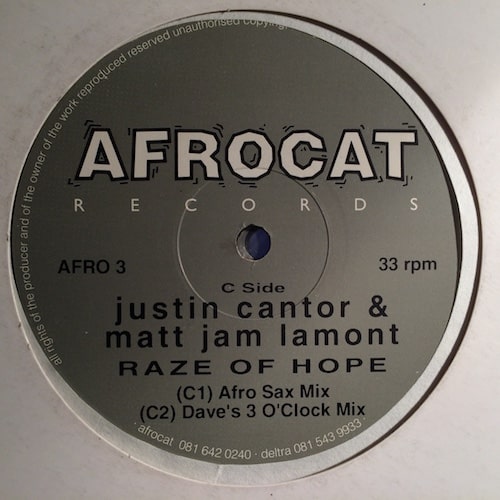 all rights of the producer and of the owner of the work reproduced reserved unauthorised copying
AFROCAT
RECORDS
AFRO 3
33 rpm
C Side
justin cantor &
matt jam lamont
RAZE OF HOPE
(C1) Afro Sax Mix
(C2) Dave's 3 O'Clock Mix
· afrocat 081 642 0240 · deltra 081 543 9933 ·